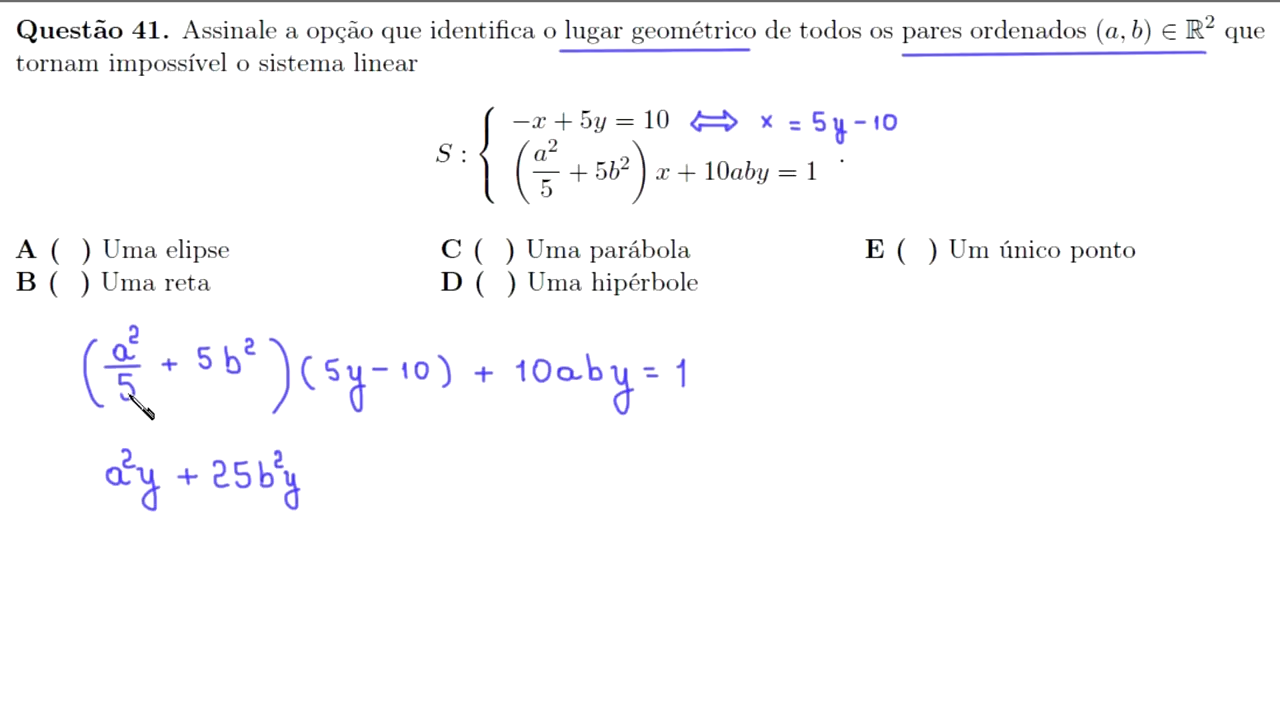 Questão 41. Assinale a opção que identifica o lugar geométrico de todos os pares ordenados (a, b) ∈ ℝ² que
tornam impossível o sistema linear
S : { −x + 5y = 10 ⟺ x = 5y − 10
(a²/5 + 5b²) x + 10aby = 1 .
A ( ) Uma elipse C ( ) Uma parábola E ( ) Um único ponto
B ( ) Uma reta D ( ) Uma hipérbole
(a²/5 + 5b²)(5y − 10) + 10aby = 1
a²y + 25b²y